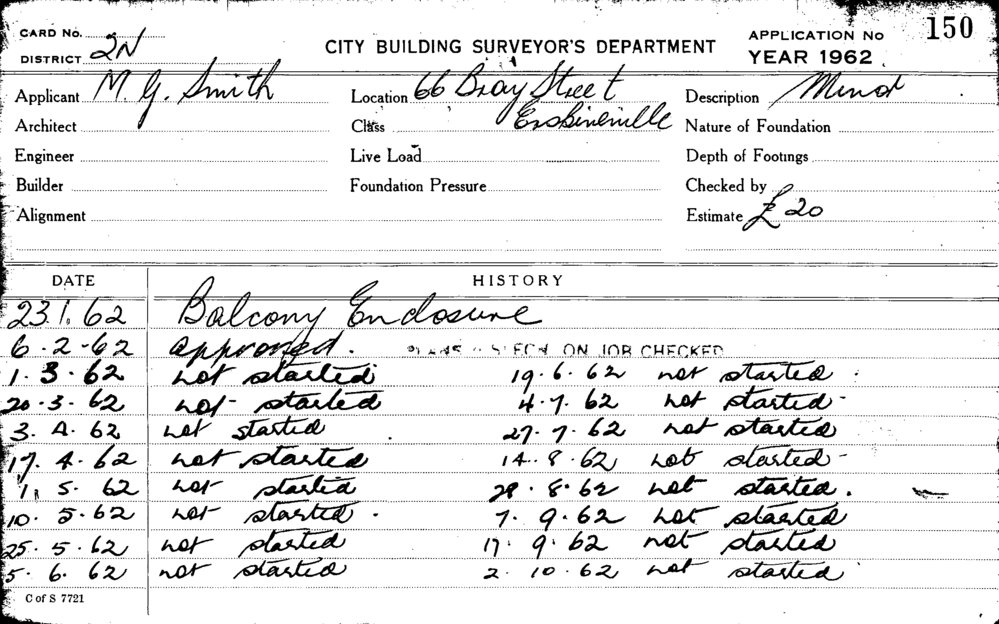 CARD No.
DISTRICT 2N
CITY BUILDING SURVEYOR'S DEPARTMENT
APPLICATION No 150
YEAR 1962
Applicant M. G. Smith
Location 66 Bray Street
Description Minor
Architect
Class Erskineville
Nature of Foundation
Engineer
Live Load
Depth of Footings
Builder
Foundation Pressure
Checked by
Alignment
Estimate £20
DATE HISTORY
23.1.62 Balcony Enclosure
6.2-62 approved. PLANS ON JOB CHECKED
1.3.62 not started 19.6.62 not started
20.3.62 not started 4.7.62 not started
3.4.62 not started 27.7.62 not started
17.4.62 not started 14.8.62 not started
1.5.62 not started 28.8.62 not started.
10.5.62 not started. 7.9.62 not started
25.5.62 not started 17.9.62 not started
5.6.62 not started 2.10.62 not started
C of S 7721